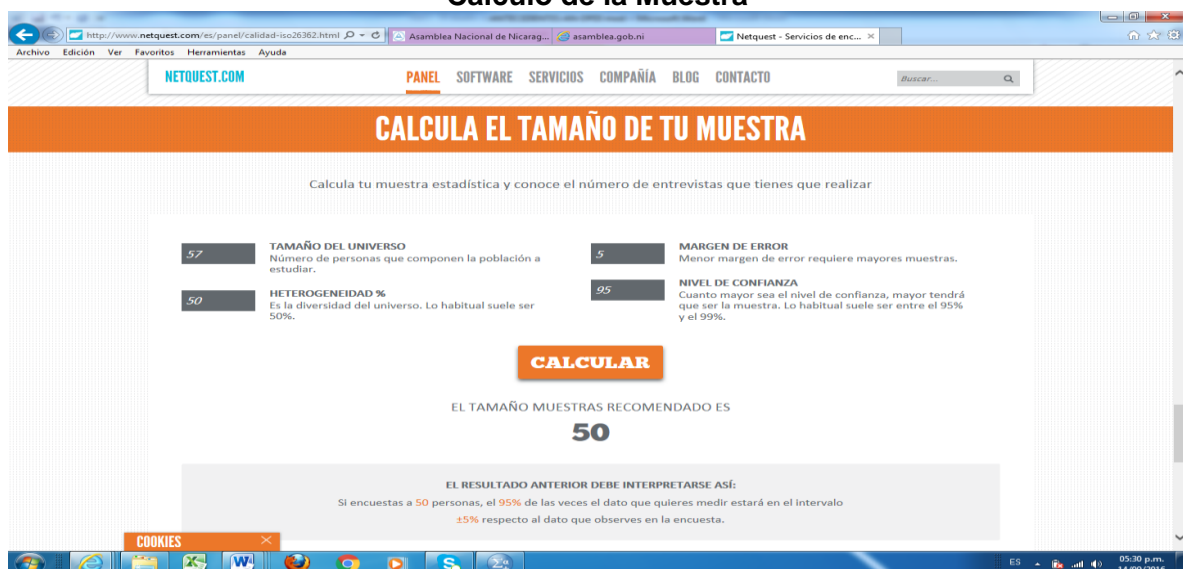 Cálculo de la Muestra
http://www.netquest.com/es/panel/calidad-iso26362.html
Asamblea Nacional de Nicarag...
asamblea.gob.ni
Netquest - Servicios de enc...
Archivo Edición Ver Favoritos Herramientas Ayuda
NETQUEST.COM
PANEL SOFTWARE SERVICIOS COMPAÑÍA BLOG CONTACTO
Buscar...
CALCULA EL TAMAÑO DE TU MUESTRA
Calcula tu muestra estadística y conoce el número de entrevistas que tienes que realizar
57
TAMAÑO DEL UNIVERSO
Número de personas que componen la población a
estudiar.
50
HETEROGENEIDAD %
Es la diversidad del universo. Lo habitual suele ser
50%.
5
MARGEN DE ERROR
Menor margen de error requiere mayores muestras.
95
NIVEL DE CONFIANZA
Cuanto mayor sea el nivel de confianza, mayor tendrá
que ser la muestra. Lo habitual suele ser entre el 95%
y el 99%.
CALCULAR
EL TAMAÑO MUESTRAS RECOMENDADO ES
50
EL RESULTADO ANTERIOR DEBE INTERPRETARSE ASÍ:
Si encuestas a 50 personas, el 95% de las veces el dato que quieres medir estará en el intervalo
±5% respecto al dato que observes en la encuesta.
COOKIES
ES
05:30 p.m.